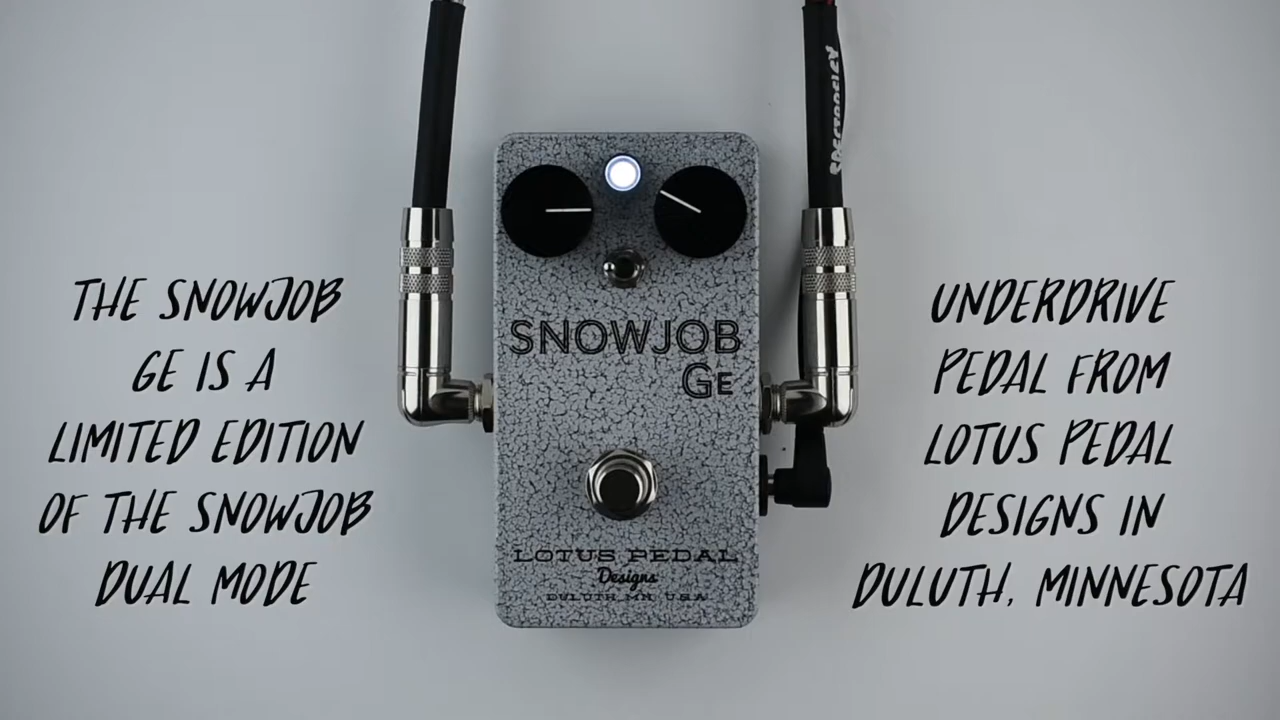 THE SNOWJOB
GE IS A
LIMITED EDITION
OF THE SNOWJOB
DUAL MODE
SNOWJOB
GE
LOTUS PEDAL
Designs
DULUTH, MN, U.S.A.
SPECTRAFLEX
UNDERDRIVE
PEDAL FROM
LOTUS PEDAL
DESIGNS IN
DULUTH, MINNESOTA